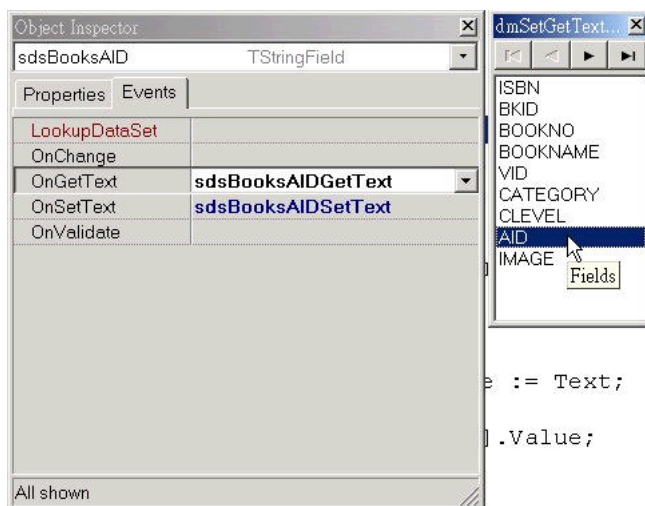 Object Inspector
sdsBooksAID TStringField
Properties Events
LookupDataSet
OnChange
OnGetText sdsBooksAIDGetText
OnSetText sdsBooksAIDSetText
OnValidate
All shown
dmSetGetText...
ISBN
BKID
BOOKNO
BOOKNAME
VID
CATEGORY
CLEVEL
AID
IMAGE
Fields
e := Text;
].Value;